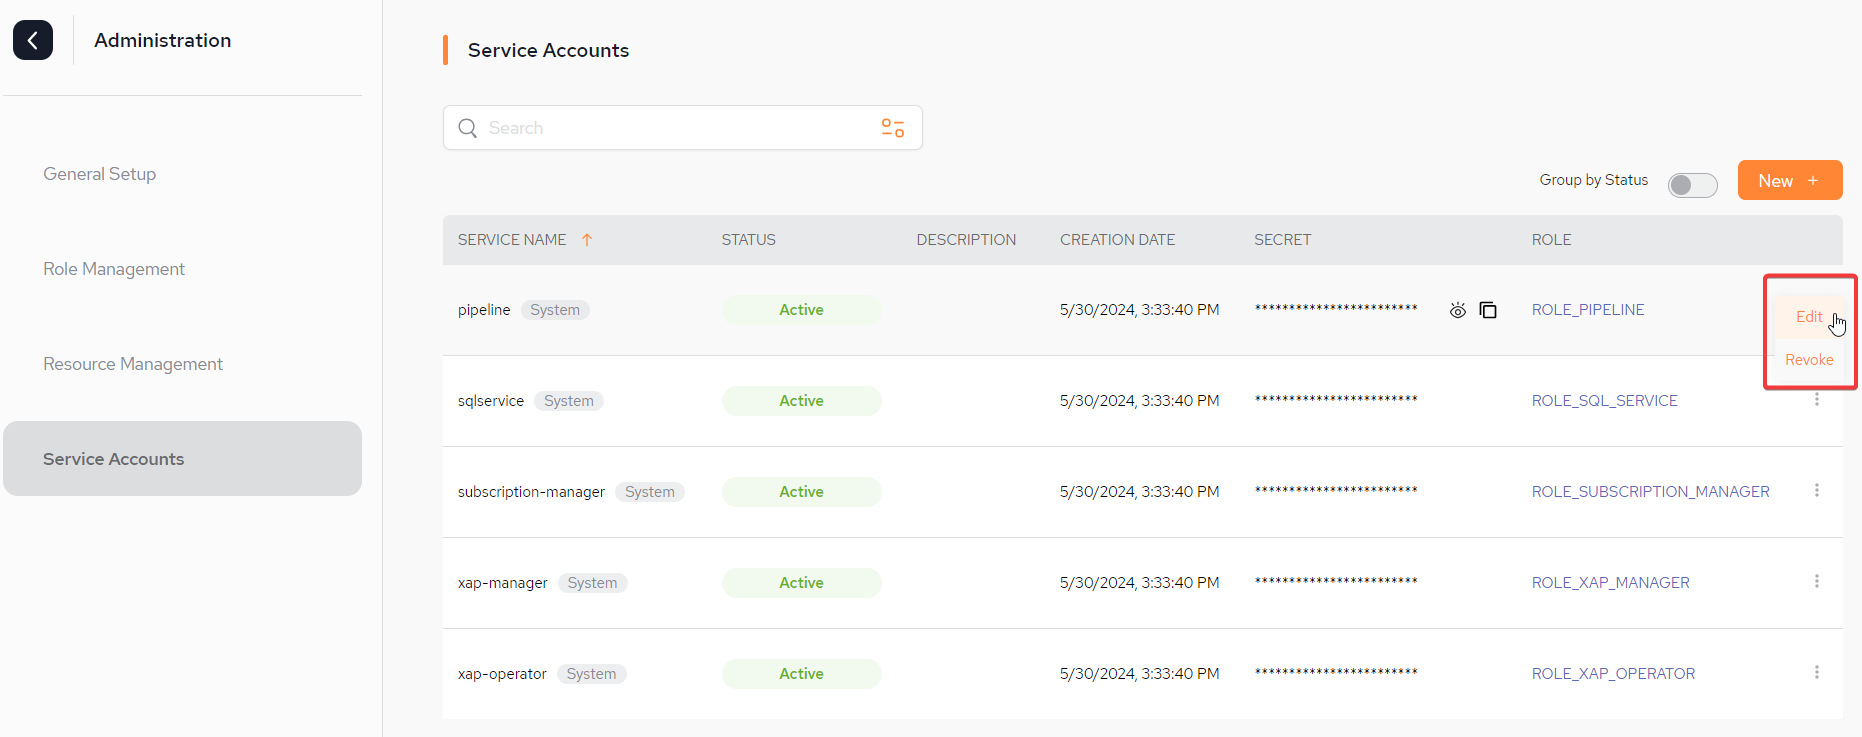 Administration
General Setup
Role Management
Resource Management
Service Accounts
Service Accounts
Search
Group by Status
New +
SERVICE NAME STATUS DESCRIPTION CREATION DATE SECRET ROLE
pipeline System Active 5/30/2024, 3:33:40 PM ************************ ROLE_PIPELINE
Edit
Revoke
sqlservice System Active 5/30/2024, 3:33:40 PM ************************ ROLE_SQL_SERVICE
subscription-manager System Active 5/30/2024, 3:33:40 PM ************************ ROLE_SUBSCRIPTION_MANAGER
xap-manager System Active 5/30/2024, 3:33:40 PM ************************ ROLE_XAP_MANAGER
xap-operator System Active 5/30/2024, 3:33:40 PM ************************ ROLE_XAP_OPERATOR